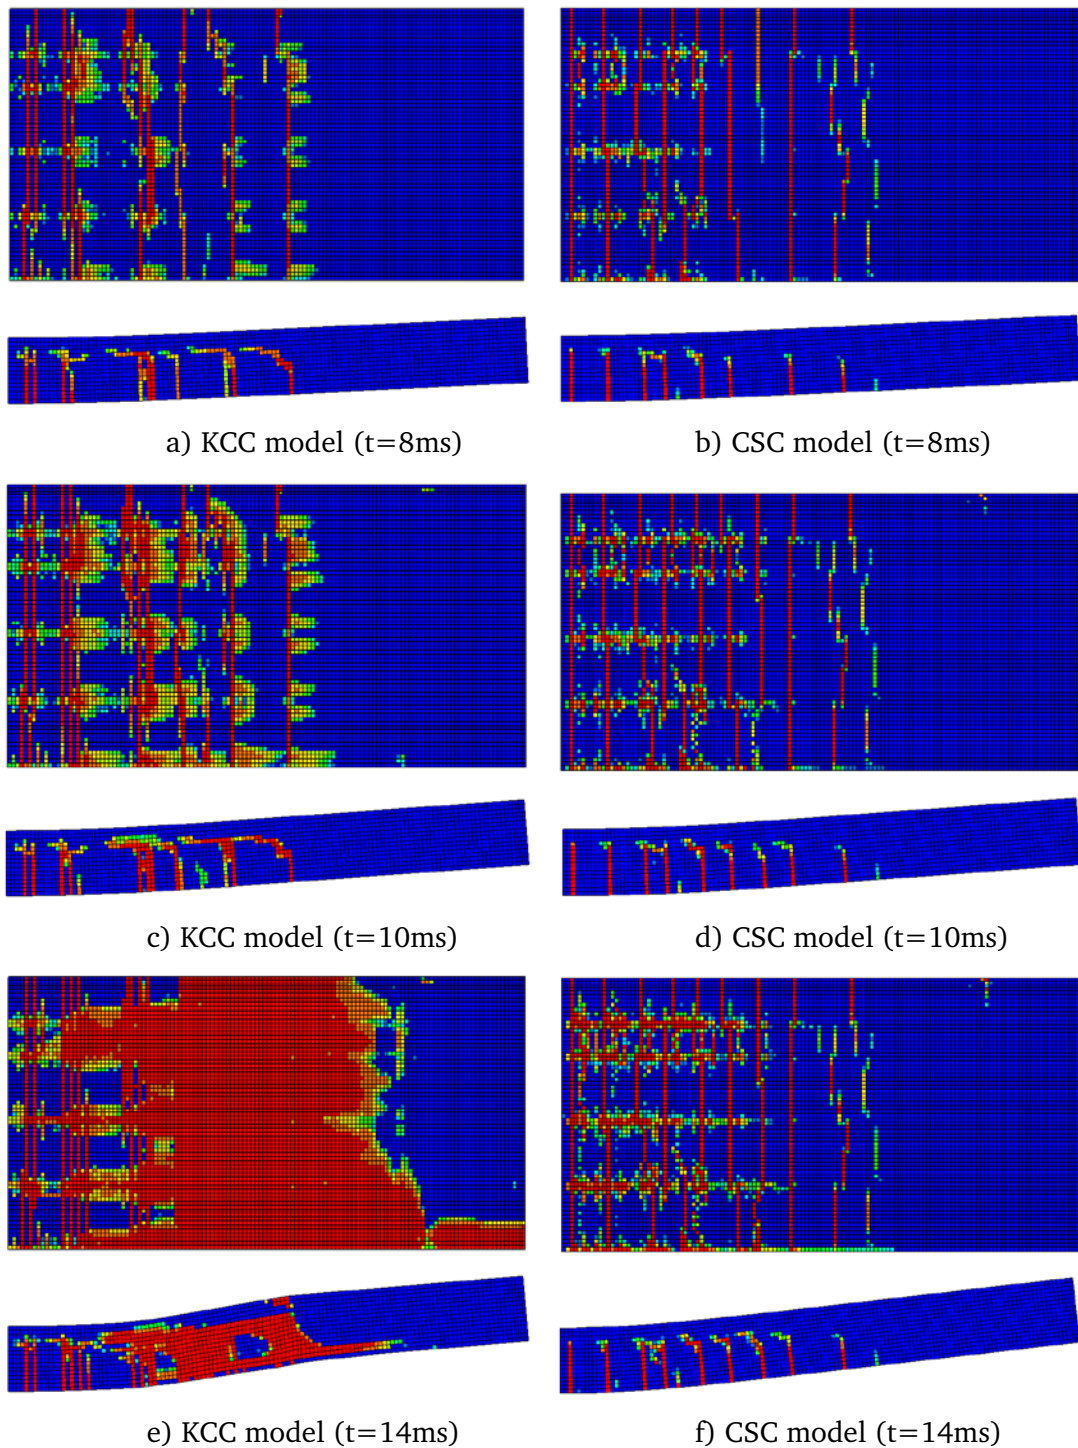 a) KCC model (t=8ms)
b) CSC model (t=8ms)
c) KCC model (t=10ms)
d) CSC model (t=10ms)
e) KCC model (t=14ms)
f) CSC model (t=14ms)